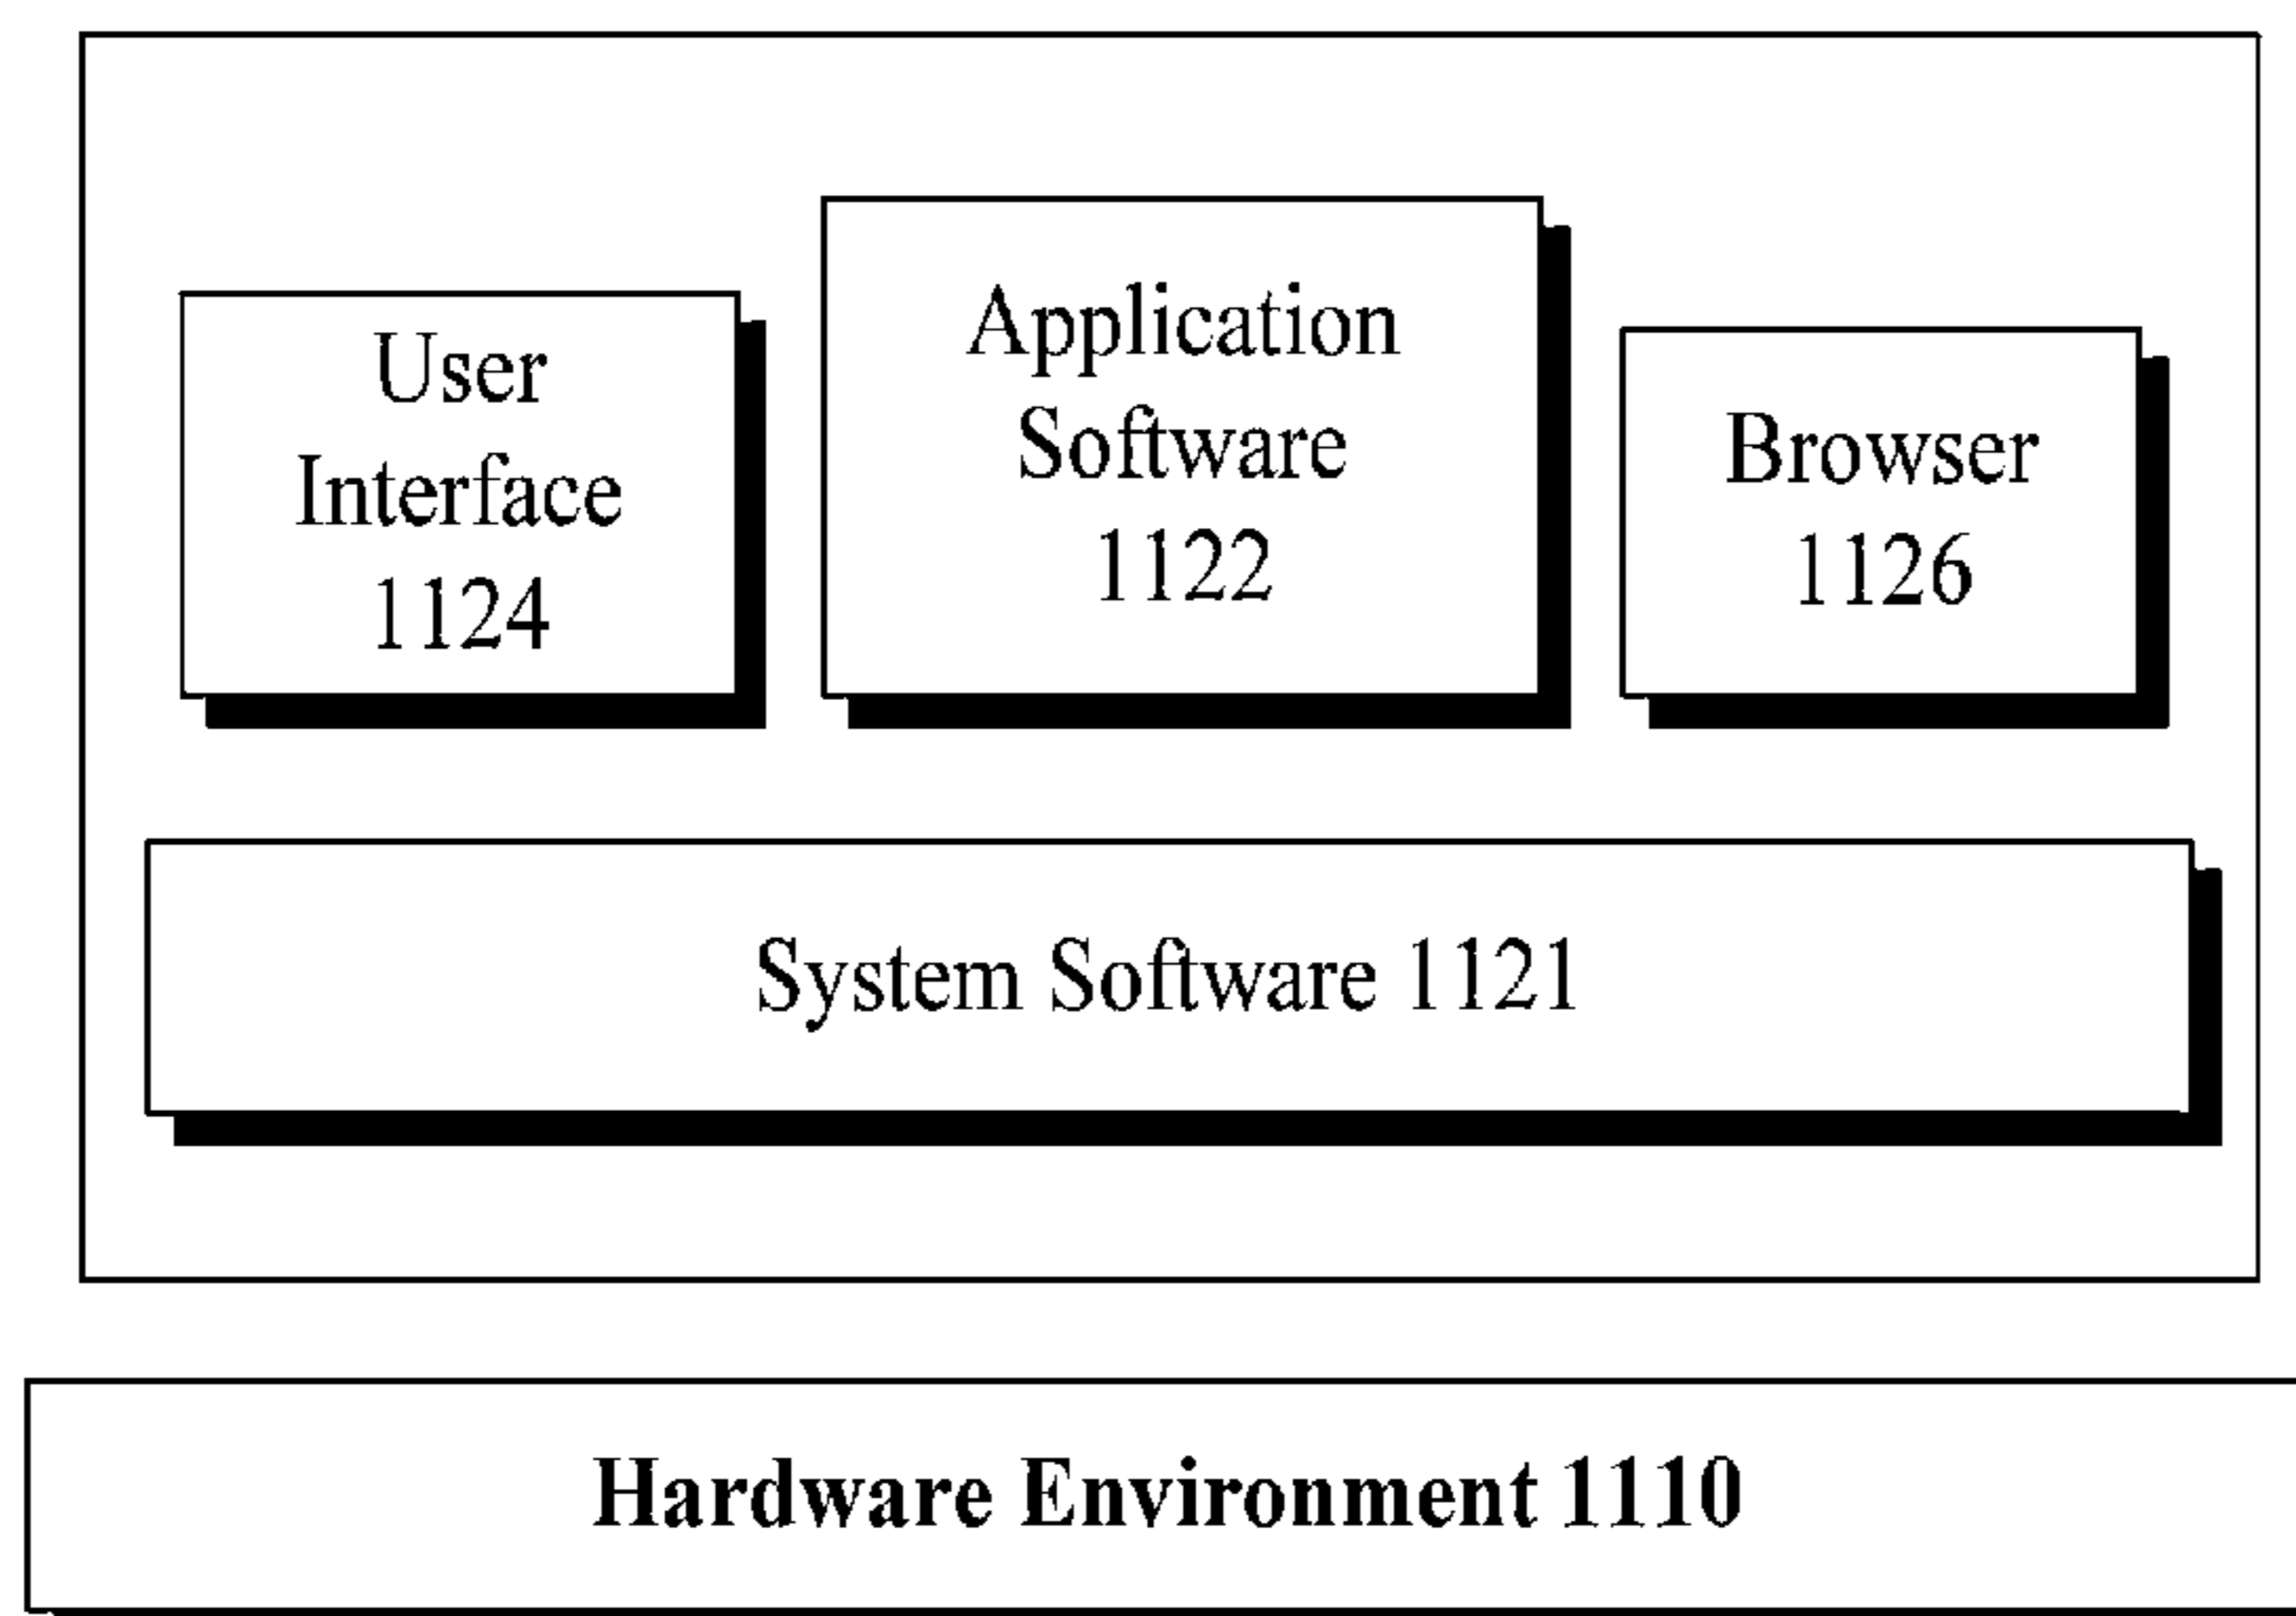 User
Interface
1124
Application
Software
1122
Browser
1126
System Software 1121
Hardware Environment 1110